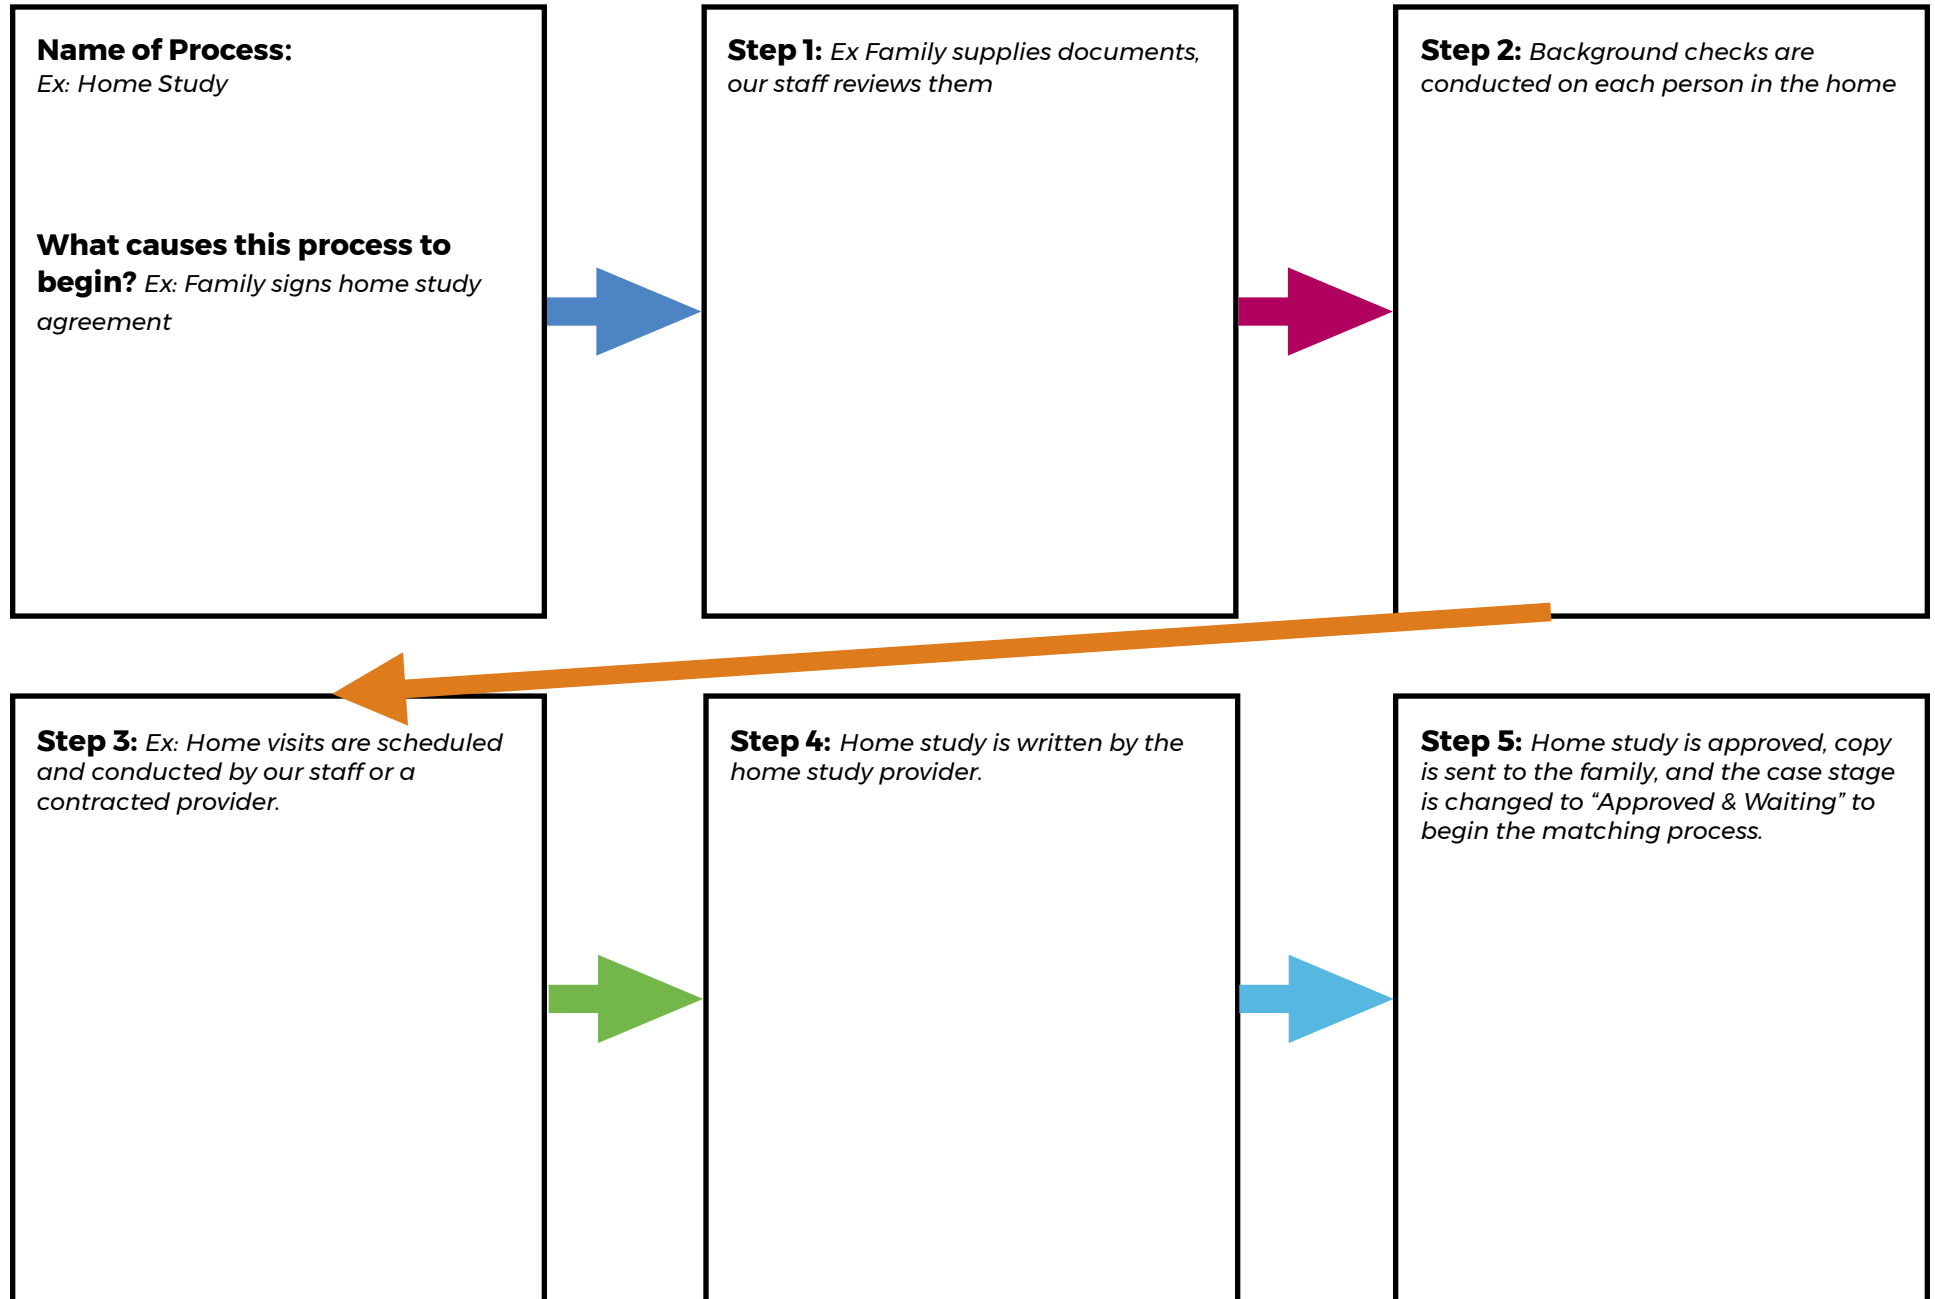 Name of Process:
Ex: Home Study
What causes this process to
begin? Ex: Family signs home study
agreement
Step 1: Ex Family supplies documents,
our staff reviews them
Step 2: Background checks are
conducted on each person in the home
Step 3: Ex: Home visits are scheduled
and conducted by our staff or a
contracted provider.
Step 4: Home study is written by the
home study provider.
Step 5: Home study is approved, copy
is sent to the family, and the case stage
is changed to “Approved & Waiting” to
begin the matching process.